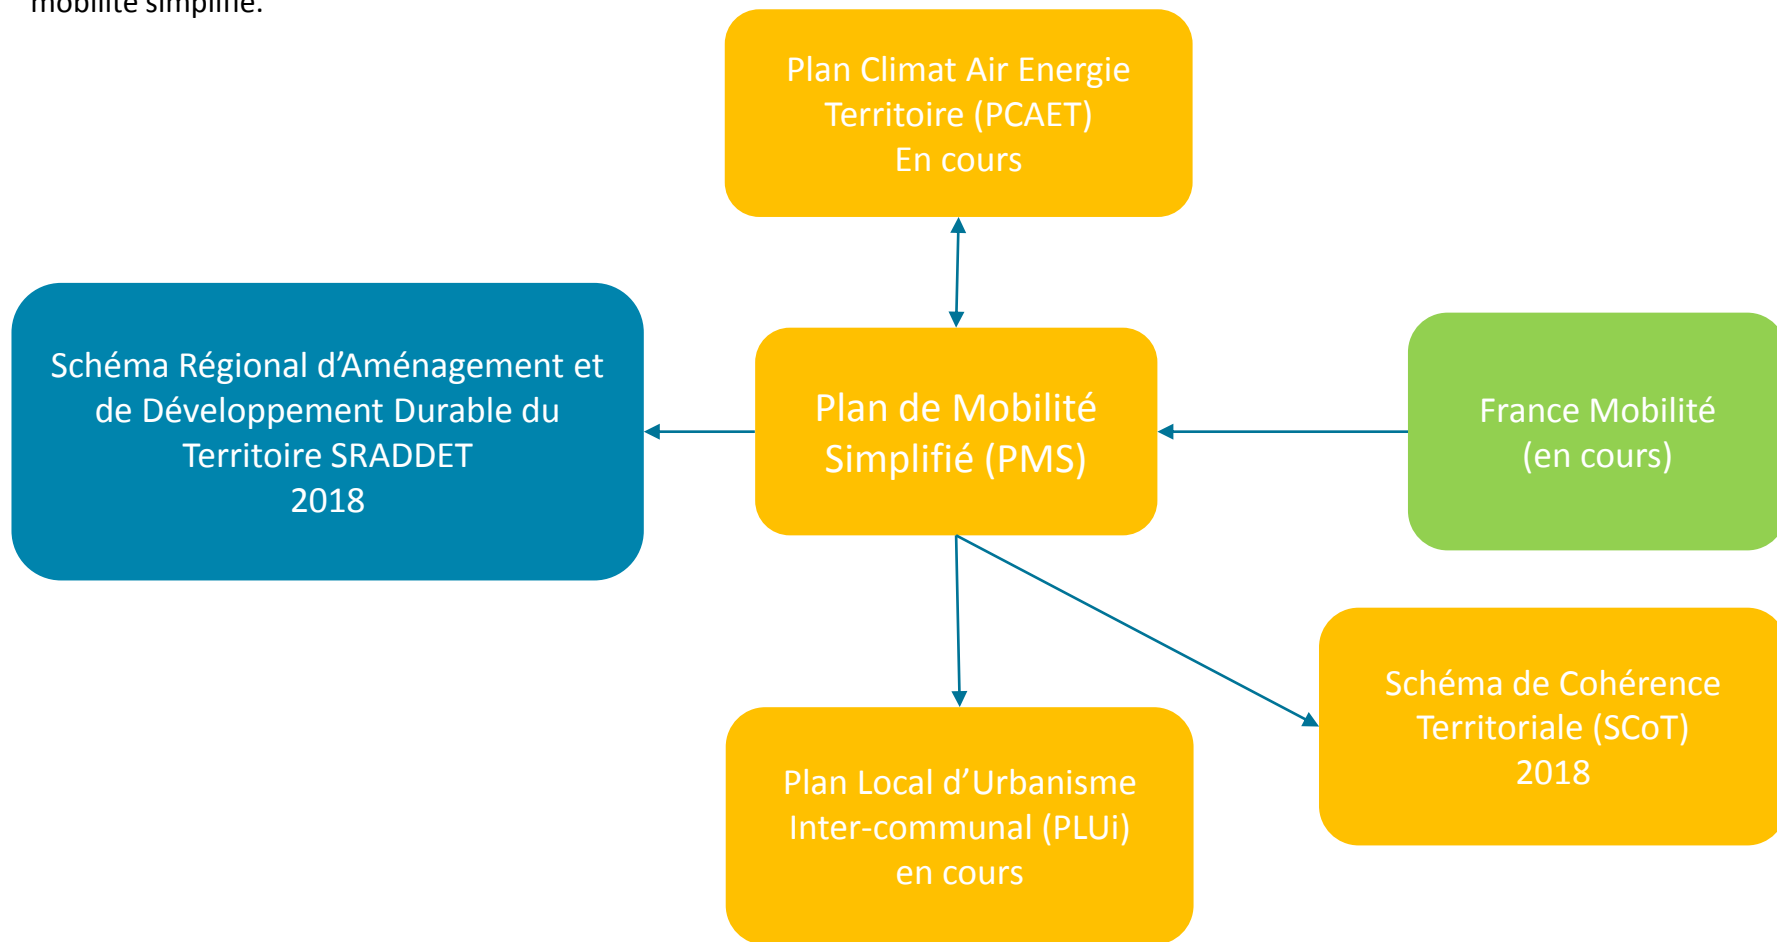 mobilité simplifié.
Plan Climat Air Energie
Territoire (PCAET)
En cours
Schéma Régional d’Aménagement et
de Développement Durable du
Territoire SRADDET
2018
Plan de Mobilité
Simplifié (PMS)
France Mobilité
(en cours)
Schéma de Cohérence
Territoriale (SCoT)
2018
Plan Local d’Urbanisme
Inter-communal (PLUi)
en cours